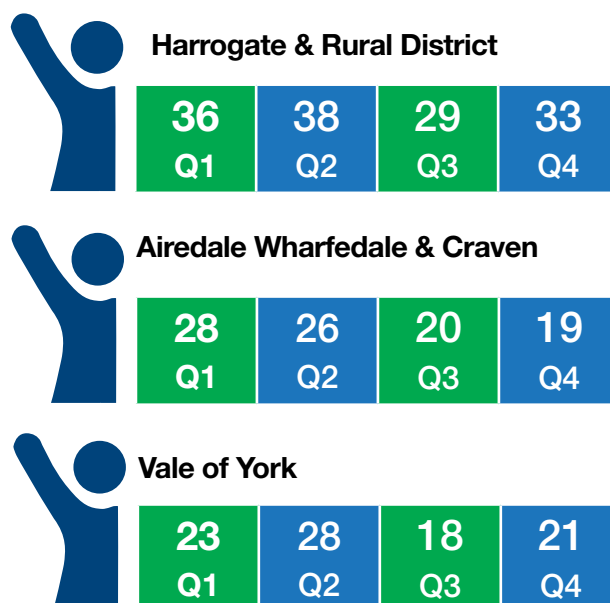 Harrogate & Rural District
36 38 29 33
Q1 Q2 Q3 Q4
Airedale Wharfedale & Craven
28 26 20 19
Q1 Q2 Q3 Q4
Vale of York
23 28 18 21
Q1 Q2 Q3 Q4